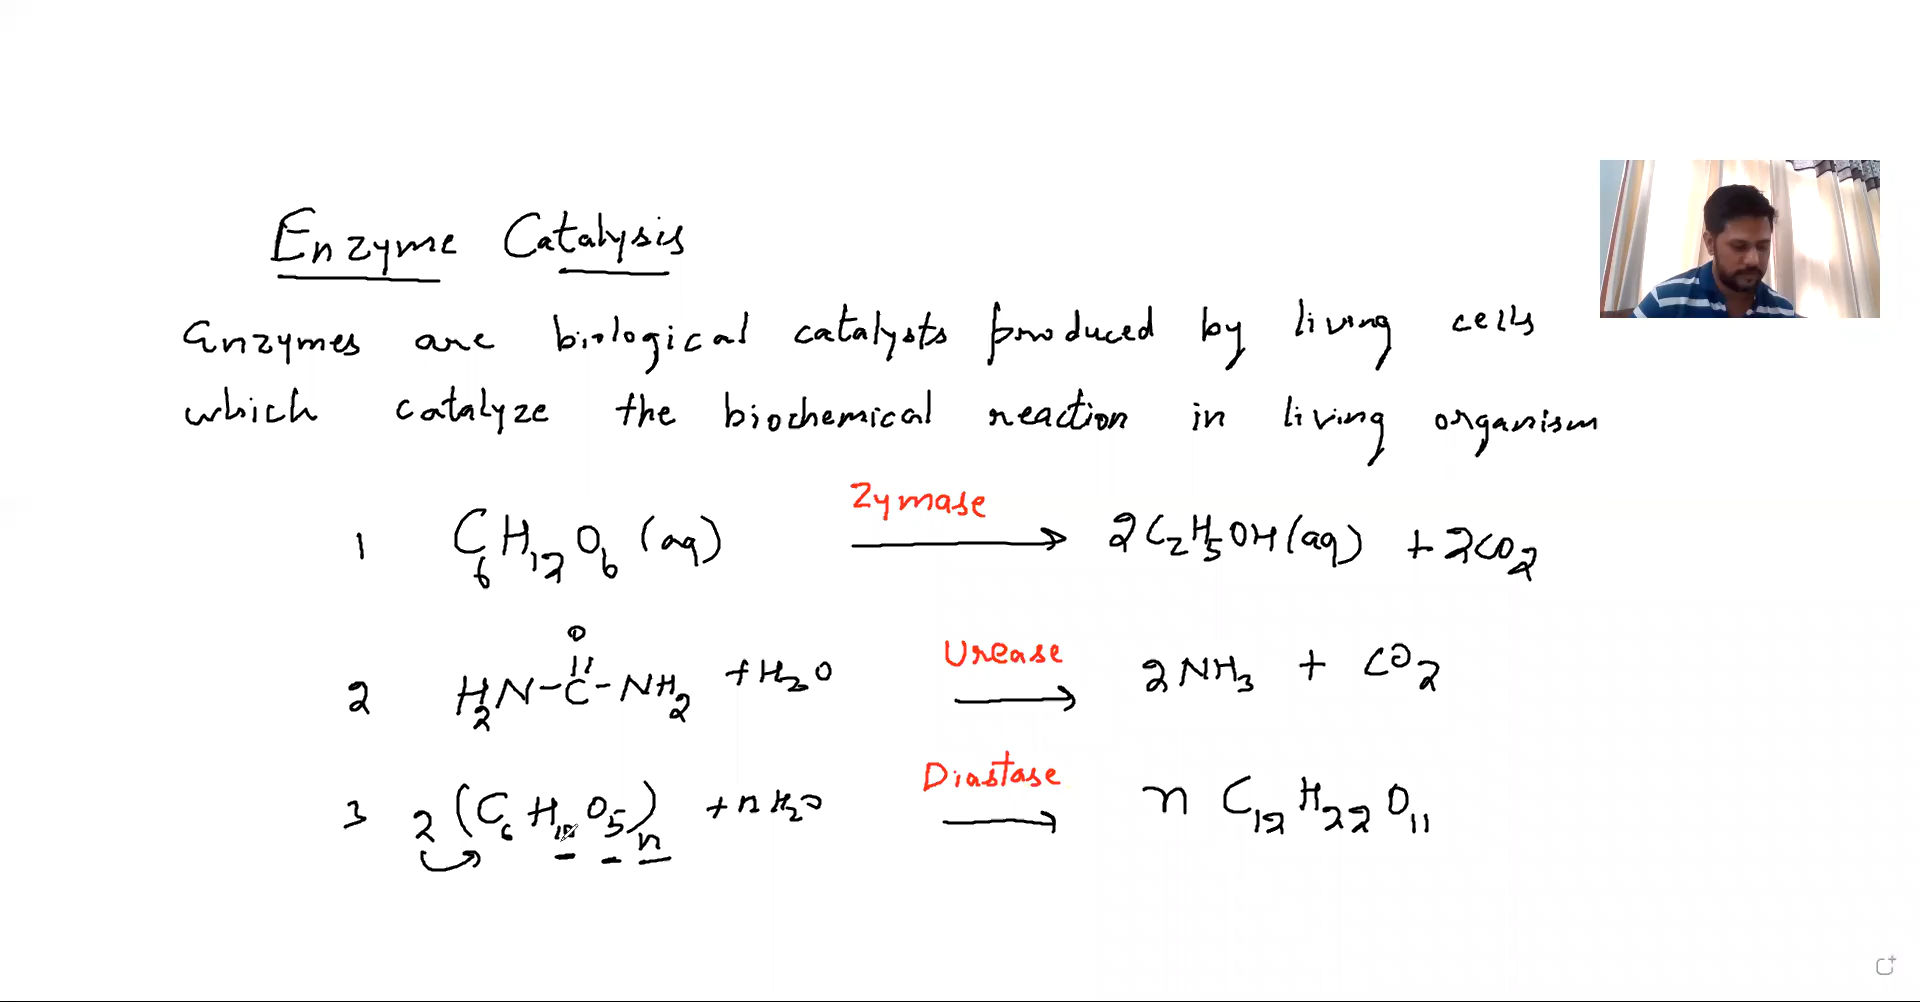 Enzyme Catalysis
Enzymes are biological catalysts produced by living cells
which catalyze the biochemical reaction in living organism
1 C₆H₁₂O₆ (aq) Zymase → 2C₂H₅OH(aq) + 2CO₂
2 H₂N-C(=O)-NH₂ + H₂O Urease → 2NH₃ + CO₂
3 2(C₆H₁₀O₅)ₙ + nH₂O Diastase → n C₁₂H₂₂O₁₁